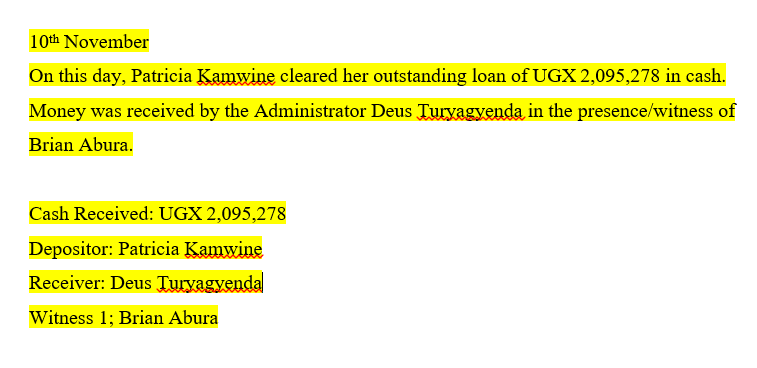 10th November
On this day, Patricia Kamwine cleared her outstanding loan of UGX 2,095,278 in cash.
Money was received by the Administrator Deus Turyagyenda in the presence/witness of
Brian Abura.
Cash Received: UGX 2,095,278
Depositor: Patricia Kamwine
Receiver: Deus Turyagyenda
Witness 1; Brian Abura